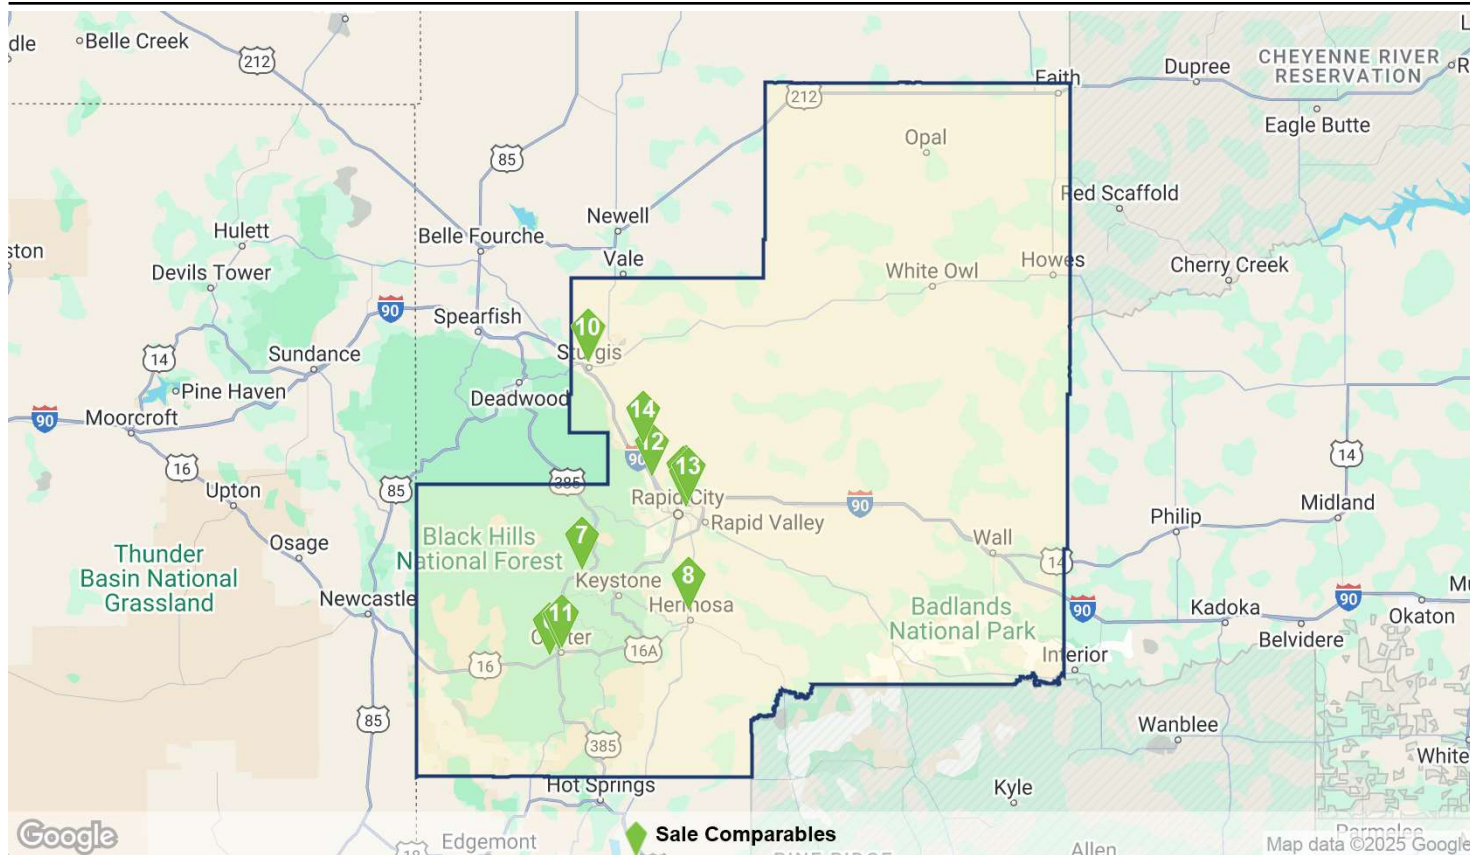 dle
Belle Creek
212
85
212
Faith
Dupree
CHEYENNE RIVER
RESERVATION
Eagle Butte
Opal
Red Scaffold
Newell
Belle Fourche
Vale
Hulett
Devils Tower
ston
White Owl
Howes
Cherry Creek
90
Spearfish
10
Sturgis
14
Sundance
Pine Haven
Deadwood
90
Moorcroft
14
12
90
13
14
16
85
385
Upton
Rapid City
90
Midland
Rapid Valley
Philip
Wall
14
7
Black Hills
National Forest
Osage
Thunder
Basin National
Grassland
Keystone
8
Hermosa
Newcastle
11
Custer
16A
16
Badlands
National Park
90
Kadoka
90
Belvidere
Okaton
Interior
85
385
Wanblee
White
Hot Springs
Kyle
Google
Edgemont
18
Sale Comparables
Allen
Parmelee
Map data ©2025 Google